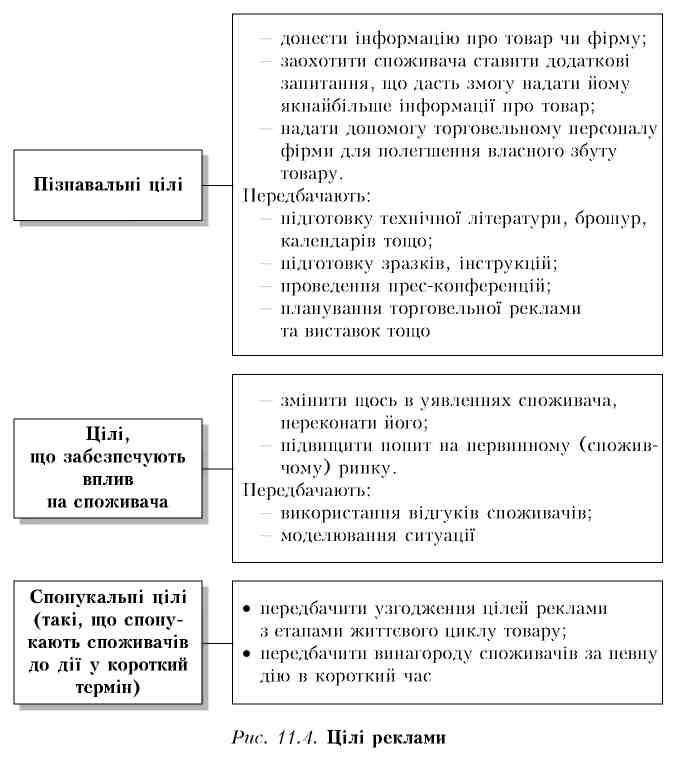 Пізнавальні цілі
– донести інформацію про товар чи фірму;
– заохотити споживача ставити додаткові
запитання, що дасть змогу надати йому
якнайбільше інформації про товар;
– надати допомогу торговельному персоналу
фірми для полегшення власного збуту
товару.
Передбачають:
– підготовку технічної літератури, брошур,
календарів тощо;
– підготовку зразків, інструкцій;
– проведення прес-конференцій;
– планування торговельної реклами
та виставок тощо
Цілі,
що забезпечують
вплив
на споживача
– змінити щось в уявленнях споживача,
переконати його;
– підвищити попит на первинному (спожив-
чому) ринку.
Передбачають:
– використання відгуків споживачів;
– моделювання ситуації
Спонукальні цілі
(такі, що спону-
кають споживачів
до дії у короткий
термін)
• передбачити узгодження цілей реклами
з етапами життєвого циклу товару;
• передбачити винагороду споживачів за певну
дію в короткий час
Рис. 11.4. Цілі реклами